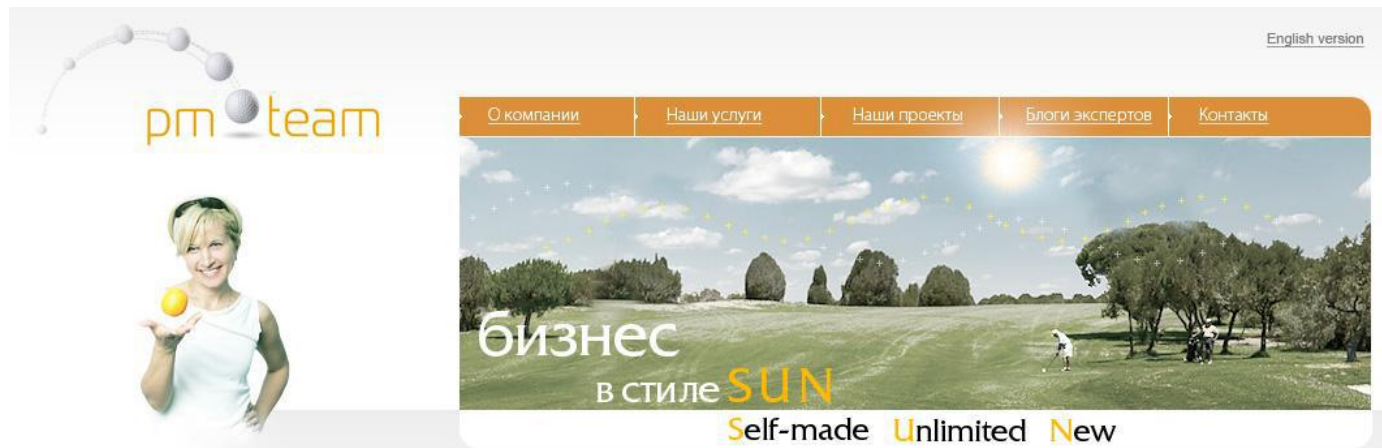 English version
pm team
О компании Наши услуги Наши проекты Блоги экспертов Контакты
бизнес
в стиле SUN
Self-made Unlimited New